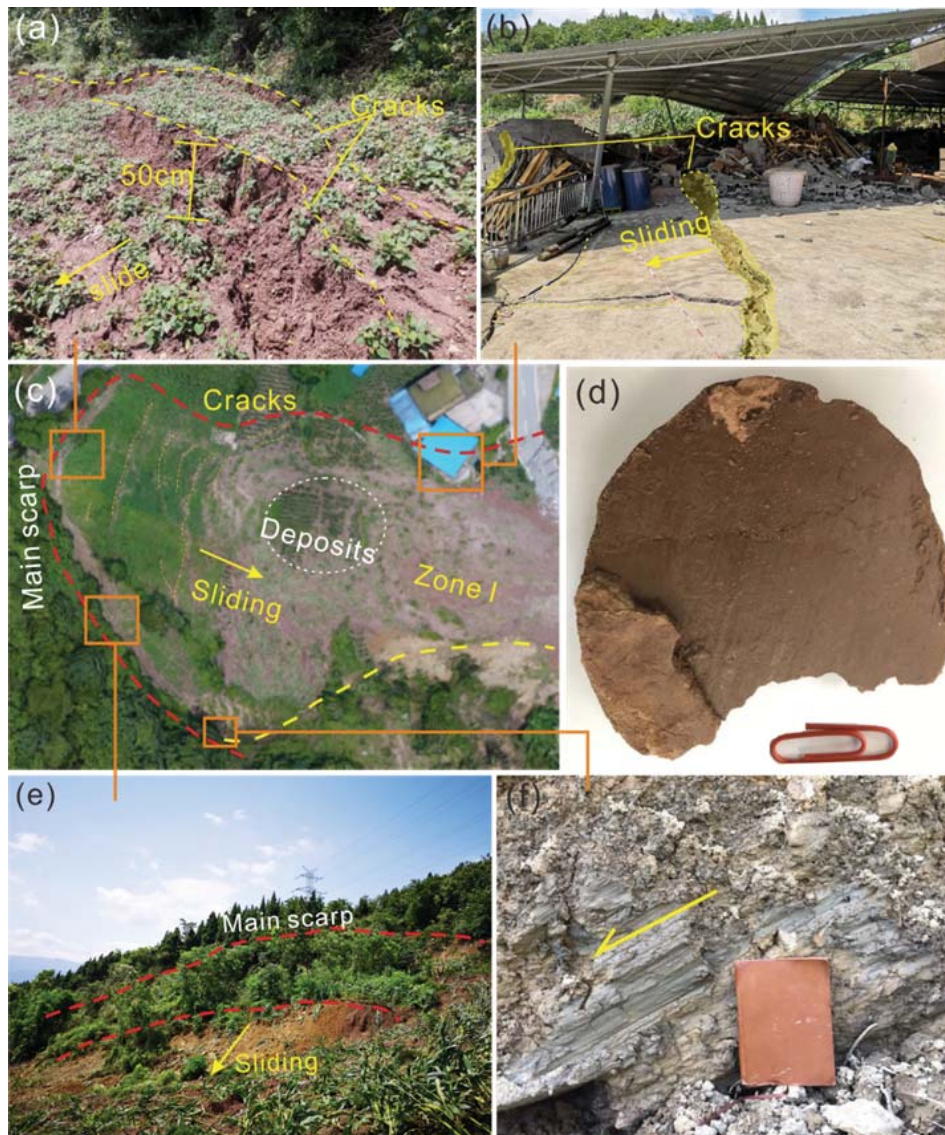 (a)
Cracks
50cm
slide
(b)
Cracks
Sliding
(c)
Cracks
Main scarp
Deposits
Sliding
Zone I
(d)
(e)
Main scarp
Sliding
(f)